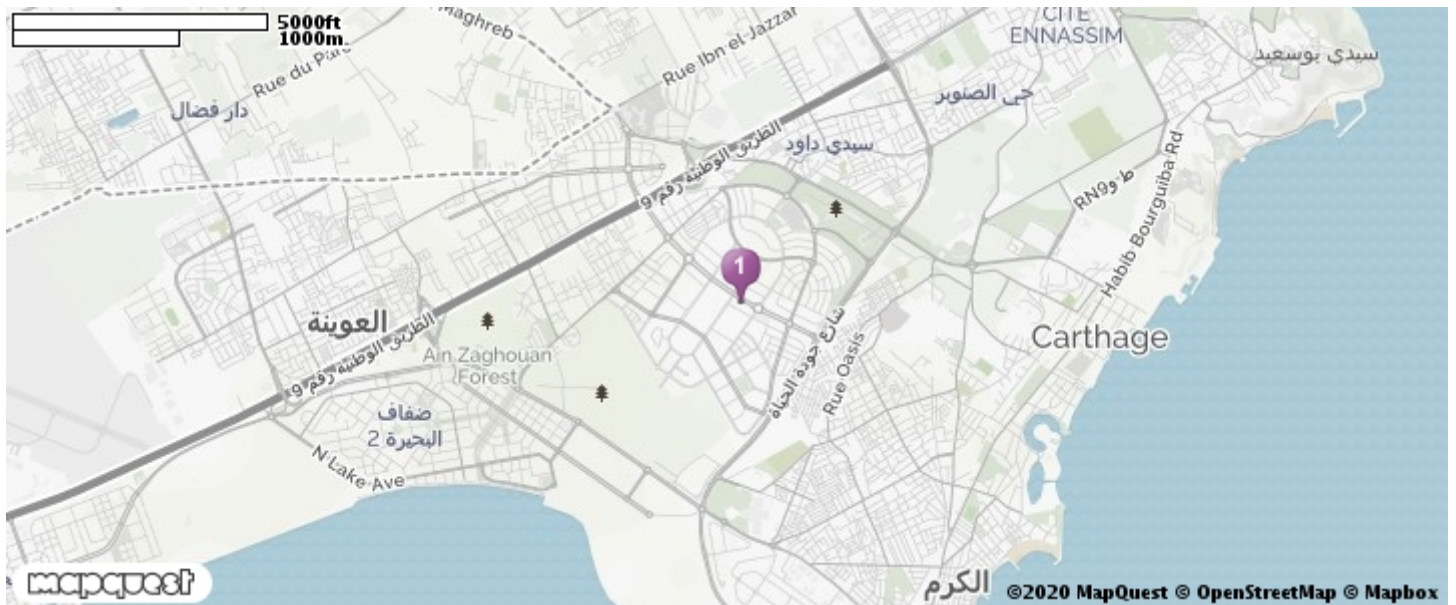 5000ft
1000m
Maghreb
Rue du Parc
Rue Ibn el Jazzar
CITE
ENNASSIM
سيدي بوسعيد
دار فضال
حي الصنوبر
الطريق الوطنية رقم 9
سيدي داود
ط و RN9
Habib Bourguiba Rd
1
العوينة
الطريق الوطنية رقم 9
Ain Zaghouan
Forest
شارع جودة الحياة
Rue Oasis
Carthage
ضفاف
البحيرة 2
N Lake Ave
الكرم
mapquest
©2020 MapQuest © OpenStreetMap © Mapbox